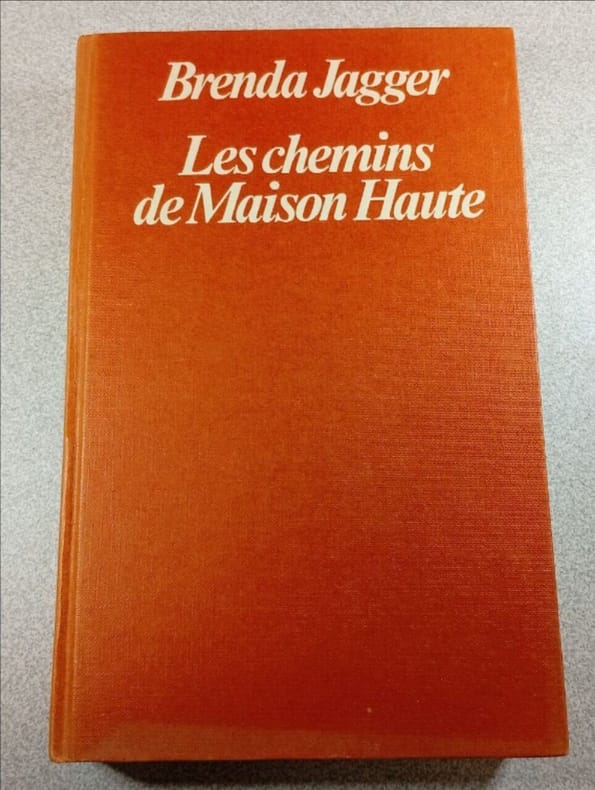 Brenda Jagger
Les chemins
de Maison Haute